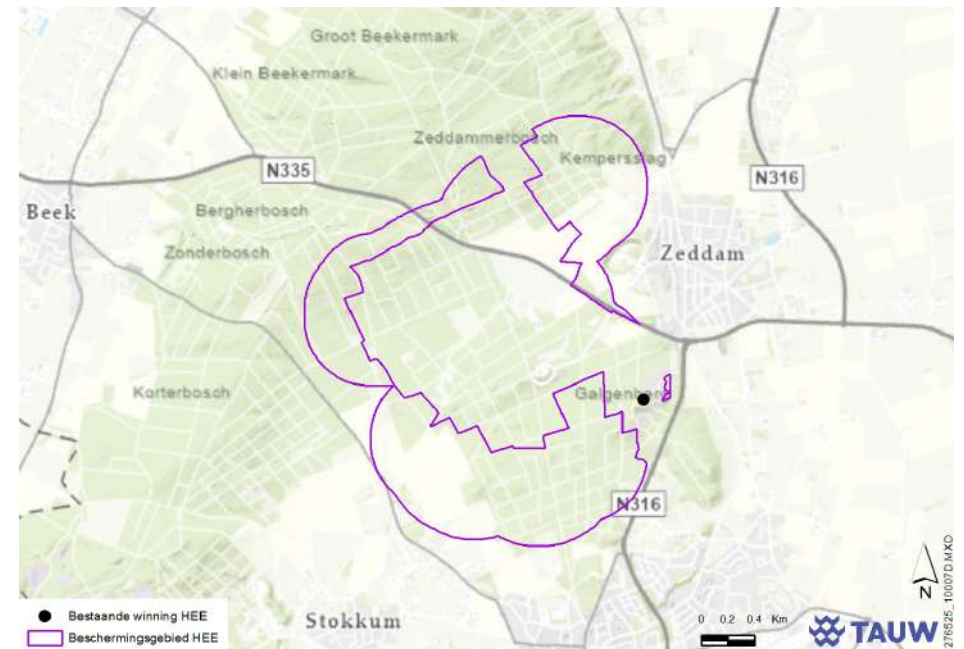 Groot Beekermark
Klein Beekermark
Zeddammerbosch
Kemperslag
N335
N316
Beek
Bergherbosch
Zonderbosch
Zeddam
Korterbosch
Galgenberg
N316
Stokkum
Bestaande winning HEE
Beschermingsgebied HEE
0 0.2 0.4 Km
N
TAUW
276525_10007D.MXD